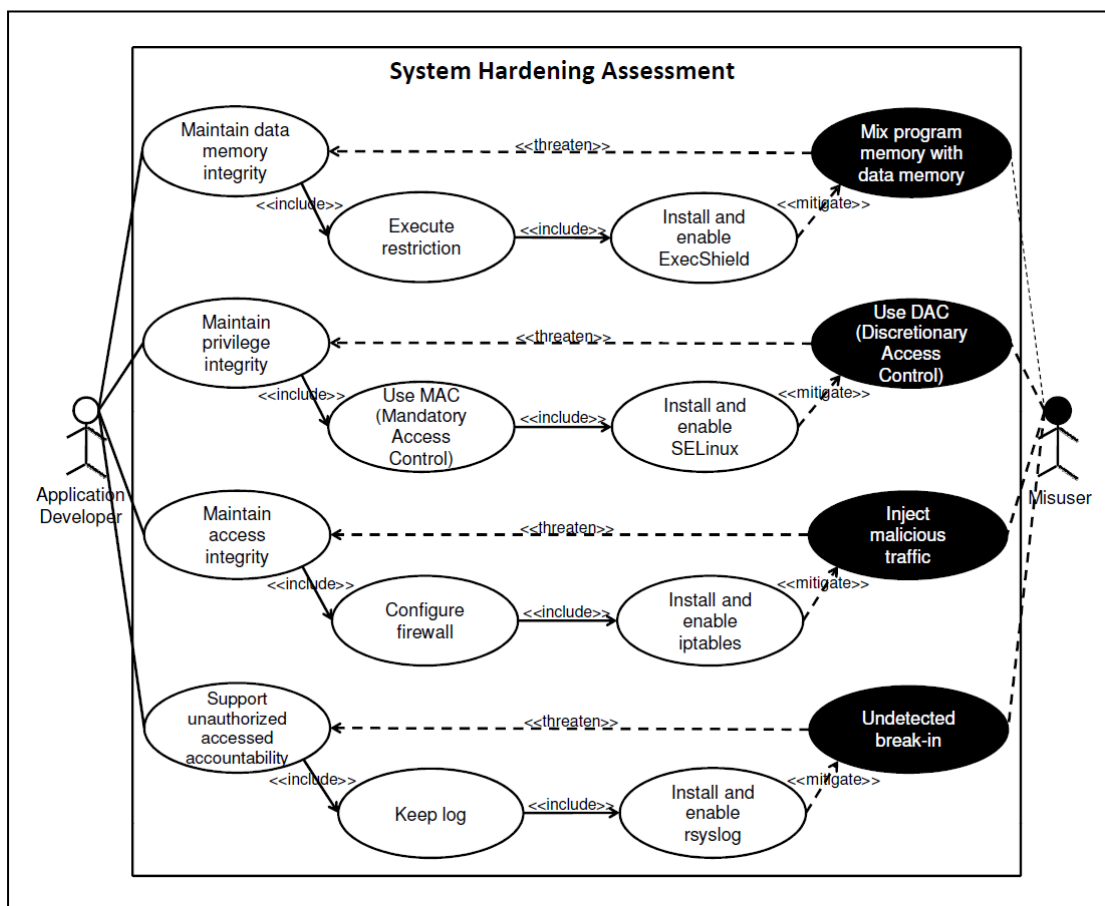 System Hardening Assessment
Maintain data
memory
integrity
<<threaten>>
Mix program
memory with
data memory
<<include>>
Execute
restriction
<<include>>
Install and
enable
ExecShield
<<mitigate>>
Maintain
privilege
integrity
<<threaten>>
Use DAC
(Discretionary
Access
Control)
<<include>>
Use MAC
(Mandatory
Access
Control)
<<include>>
Install and
enable
SELinux
<<mitigate>>
Application
Developer
Misuser
Maintain
access
integrity
<<threaten>>
Inject
malicious
traffic
<<include>>
Configure
firewall
<<include>>
Install and
enable
iptables
<<mitigate>>
Support
unauthorized
accessed
accountability
<<threaten>>
Undetected
break-in
<<include>>
Keep log
<<include>>
Install and
enable
rsyslog
<<mitigate>>